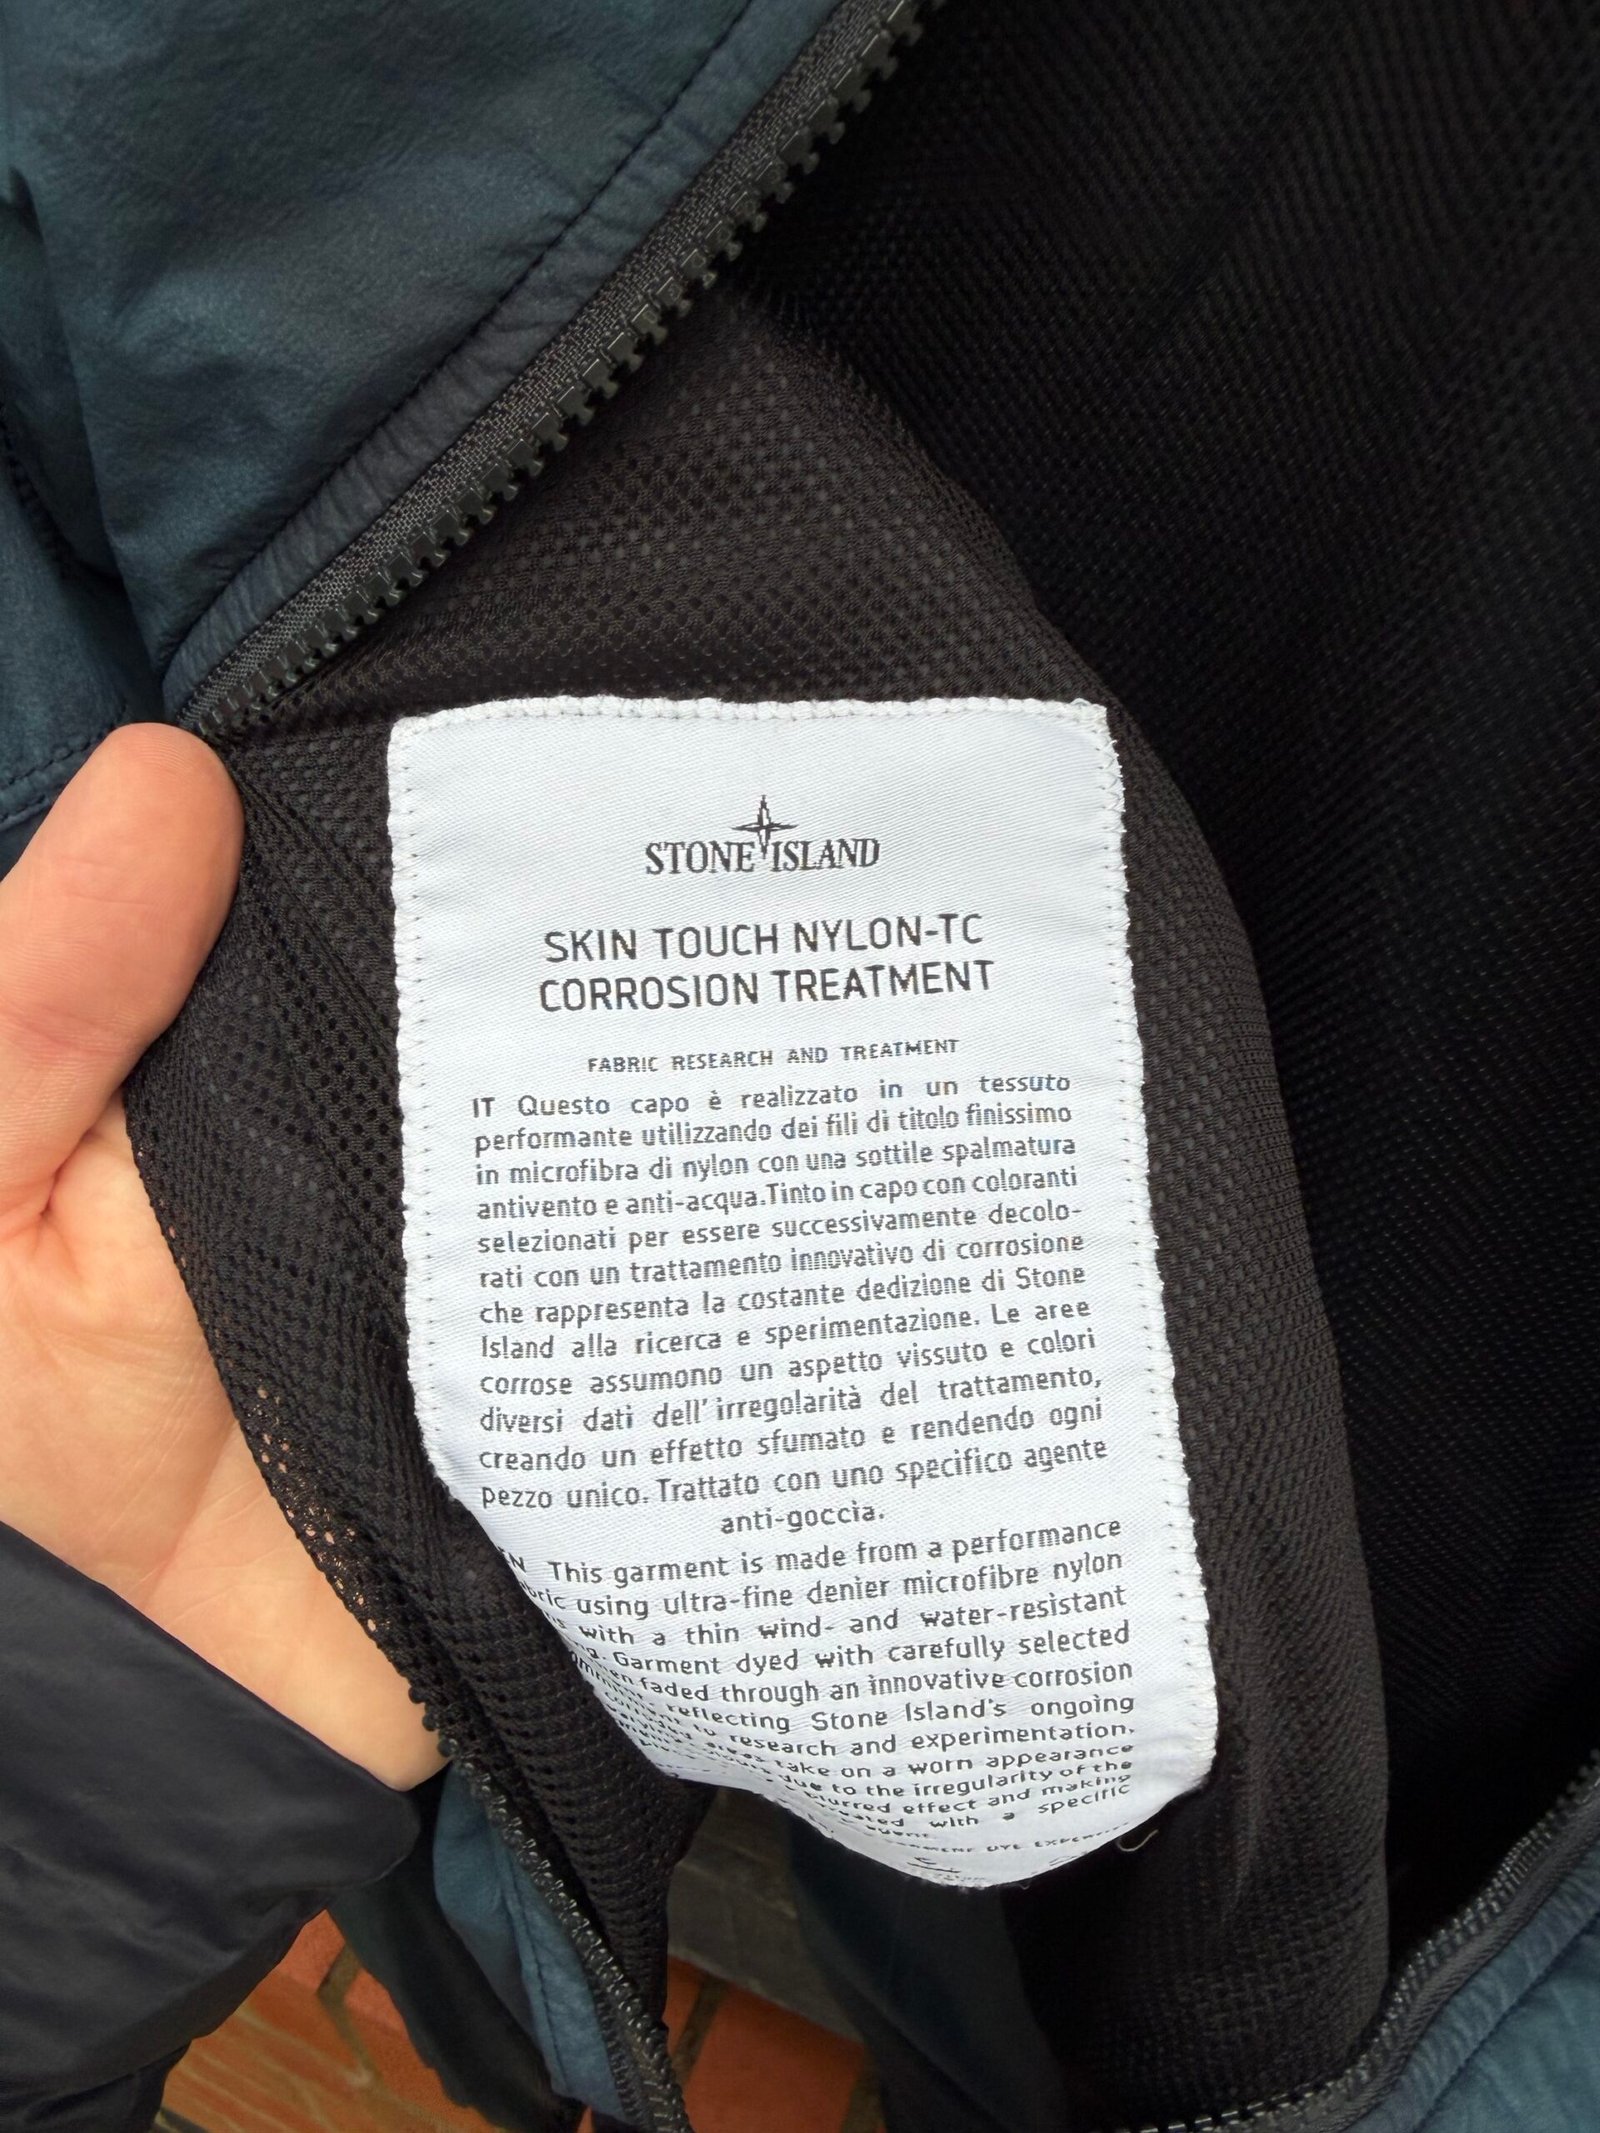 STONE ISLAND
SKIN TOUCH NYLON-TC
CORROSION TREATMENT
FABRIC RESEARCH AND TREATMENT
IT Questo capo è realizzato in un tessuto
performante utilizzando dei fili di titolo finissimo
in microfibra di nylon con una sottile spalmatura
antivento e anti-acqua.Tinto in capo con coloranti
selezionati per essere successivamente decolo-
rati con un trattamento innovativo di corrosione
che rappresenta la costante dedizione di Stone
Island alla ricerca e sperimentazione. Le aree
corrose assumono un aspetto vissuto e colori
diversi dati dell'irregolarità del trattamento,
creando un effetto sfumato e rendendo ogni
pezzo unico. Trattato con uno specifico agente
anti-goccia.
This garment is made from a performance
using ultra-fine denier microfibre nylon
with a thin wind- and water-resistant
Garment dyed with carefully selected
faded through an innovative corrosion
reflecting Stone Island's ongoing
to research and experimentation.
areas take on a worn appearance
due to the irregularity of the
blurred effect and making
with a specific